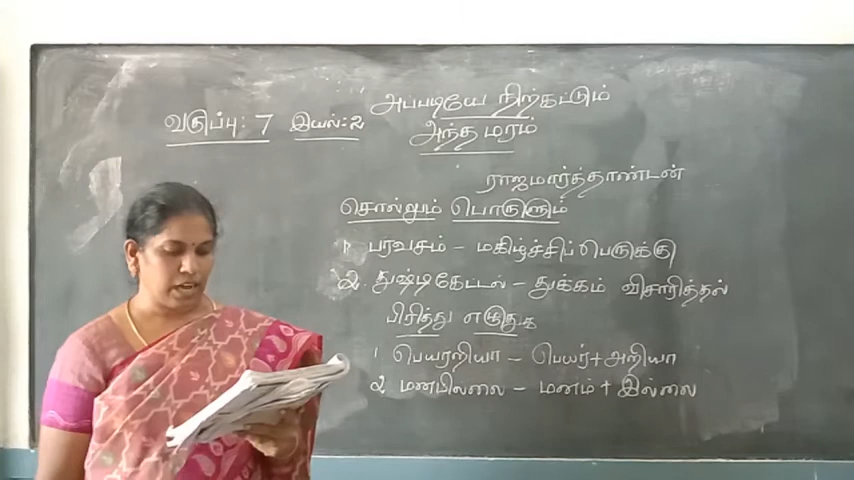 அப்படியே நிற்கட்டும்
வகுப்பு: 7 இயல்: 2 அந்த மரம்
ராஜமார்த்தாண்டன்
சொல்லும் பொருளும்
1. பரவசம் – மகிழ்ச்சிப்பெருக்கு
2. துஷ்டிகேட்டல் – துக்கம் விசாரித்தல்
பிரித்து எழுதுக
1. பெயரறியா – பெயர்+அறியா
2. மனமில்லை – மனம் + இல்லை